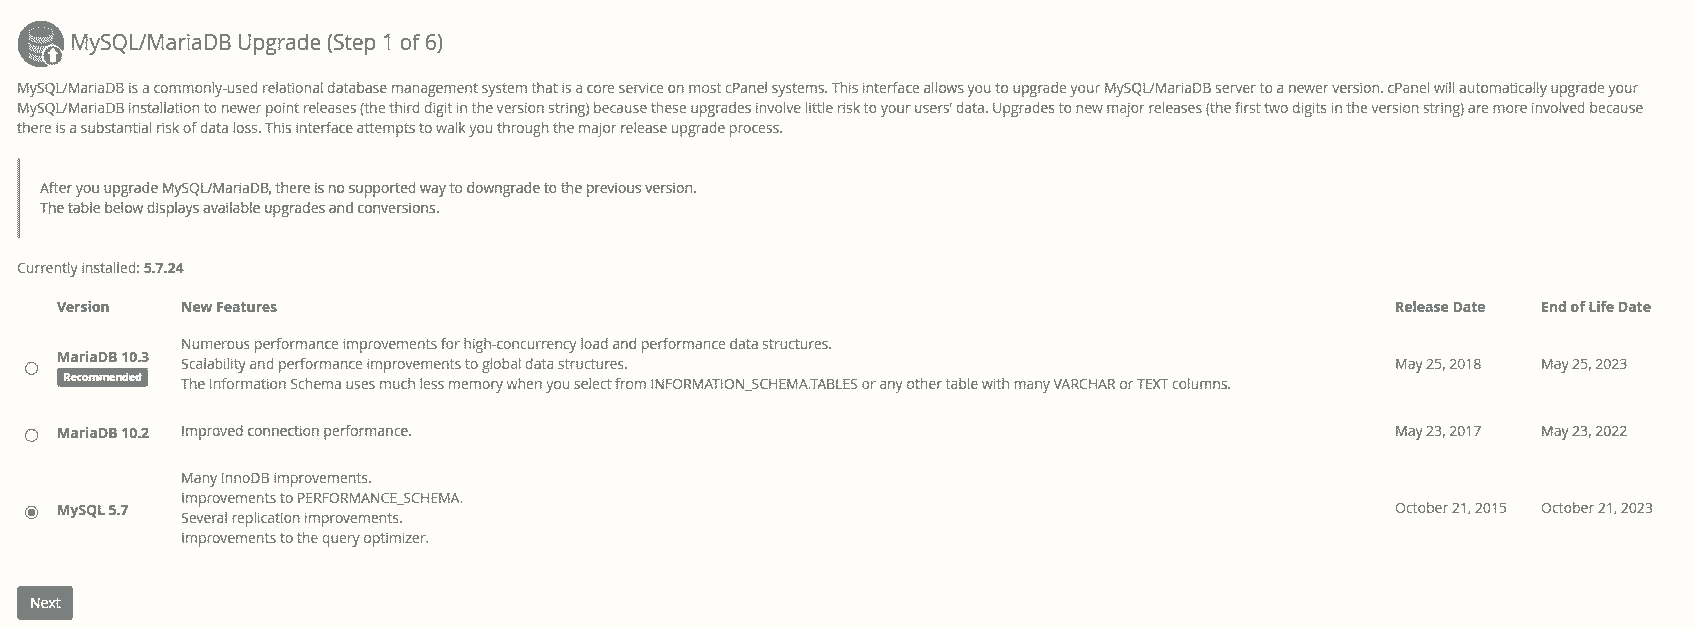 MySQL/MariaDB Upgrade (Step 1 of 6)
MySQL/MariaDB is a commonly-used relational database management system that is a core service on most cPanel systems. This interface allows you to upgrade your MySQL/MariaDB server to a newer version. cPanel will automatically upgrade your
MySQL/MariaDB installation to newer point releases (the third digit in the version string) because these upgrades involve little risk to your users' data. Upgrades to new major releases (the first two digits in the version string) are more involved because
there is a substantial risk of data loss. This interface attempts to walk you through the major release upgrade process.
After you upgrade MySQL/MariaDB, there is no supported way to downgrade to the previous version.
The table below displays available upgrades and conversions.
Currently installed: 5.7.24
Version New Features Release Date End of Life Date
MariaDB 10.3
Recommended
Numerous performance improvements for high-concurrency load and performance data structures.
Scalability and performance improvements to global data structures.
The Information Schema uses much less memory when you select from INFORMATION_SCHEMA.TABLES or any other table with many VARCHAR or TEXT columns.
May 25, 2018 May 25, 2023
MariaDB 10.2 Improved connection performance. May 23, 2017 May 23, 2022
MySQL 5.7
Many InnoDB improvements.
Improvements to PERFORMANCE_SCHEMA.
Several replication improvements.
Improvements to the query optimizer.
October 21, 2015 October 21, 2023
Next